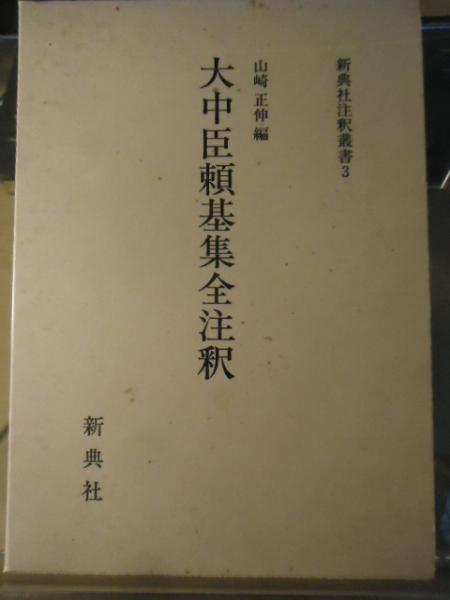 新典社注釈叢書3
山崎 正伸 編
大中臣頼基集全注釈
新典社